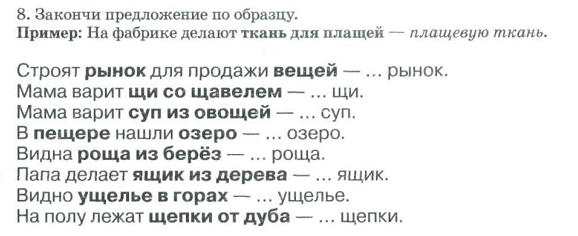 8. Закончи предложение по образцу.
Пример: На фабрике делают ткань для плащей — плащевую ткань.
Строят рынок для продажи вещей — ... рынок.
Мама варит щи со щавелем — ... щи.
Мама варит суп из овощей — ... суп.
В пещере нашли озеро — ... озеро.
Видна роща из берёз — ... роща.
Папа делает ящик из дерева — ... ящик.
Видно ущелье в горах — ... ущелье.
На полу лежат щепки от дуба — ... щепки.